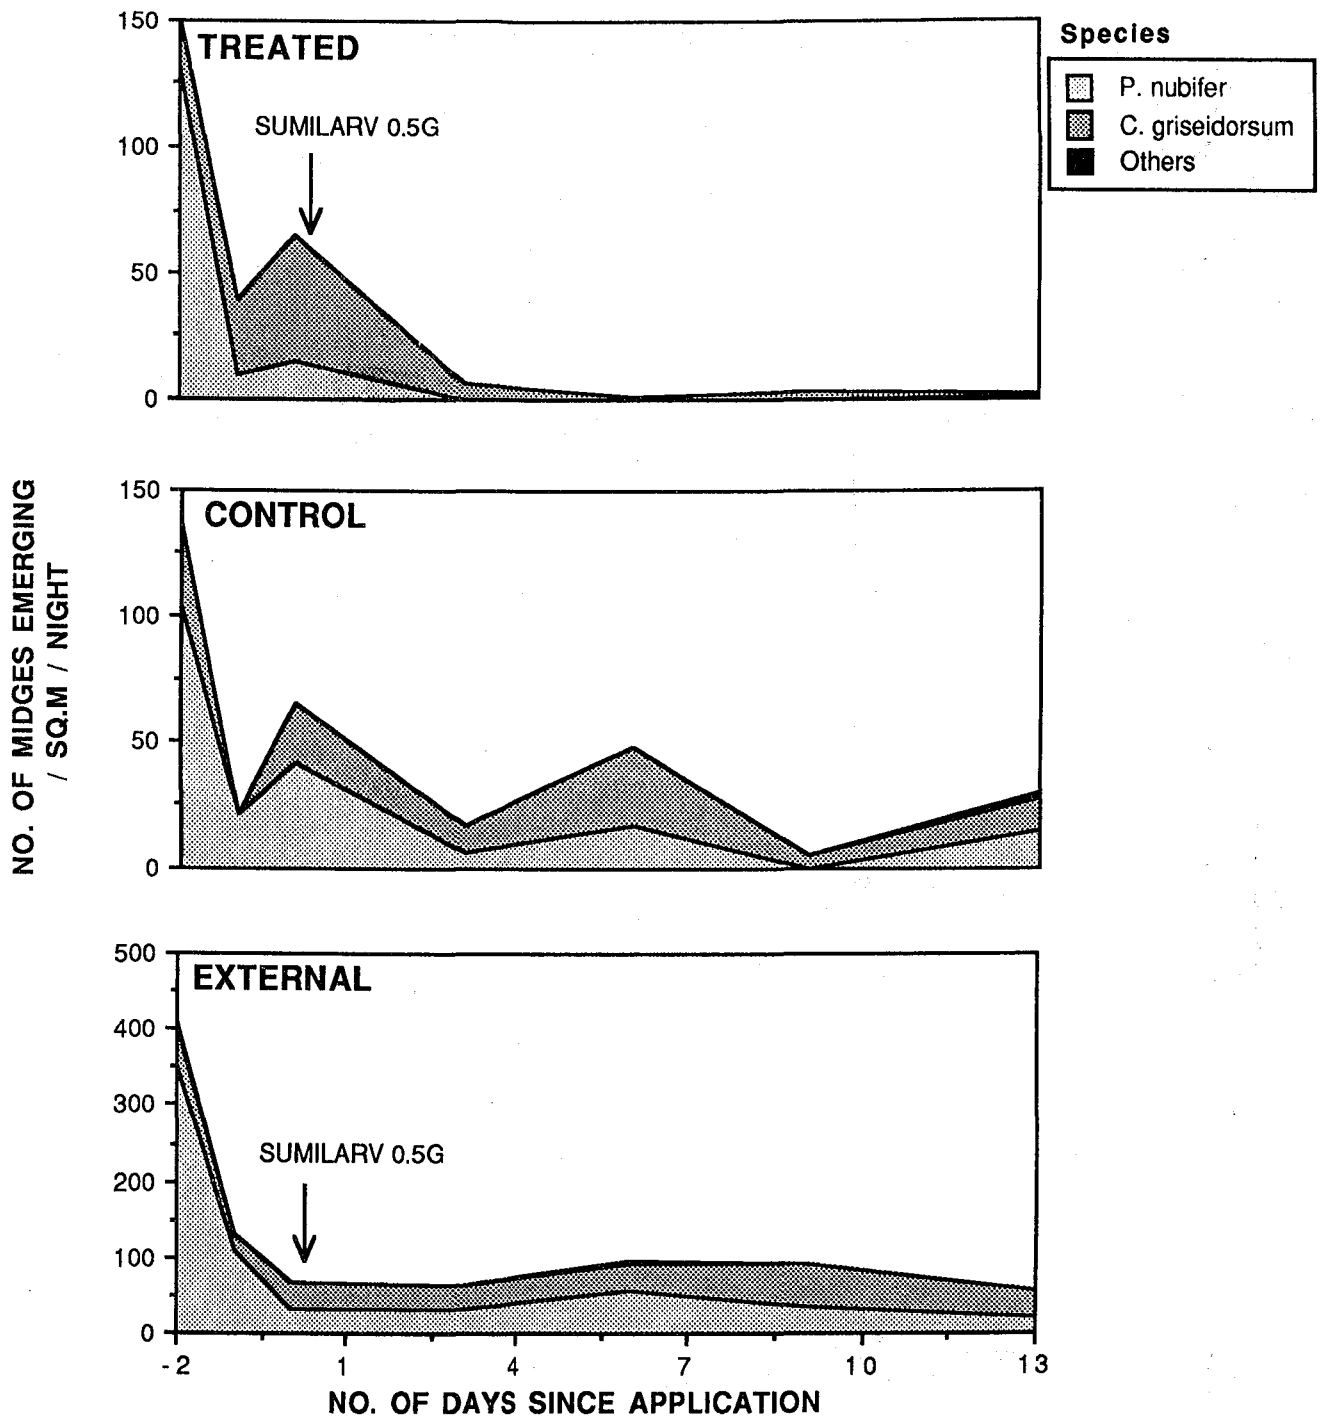 150
TREATED
SUMILARV 0.5G
100
50
0
Species
P. nubifer
C. griseidorsum
Others
150
CONTROL
100
50
0
NO. OF MIDGES EMERGING
/ SQ.M / NIGHT
500
EXTERNAL
400
300
SUMILARV 0.5G
200
100
0
-2 1 4 7 10 13
NO. OF DAYS SINCE APPLICATION